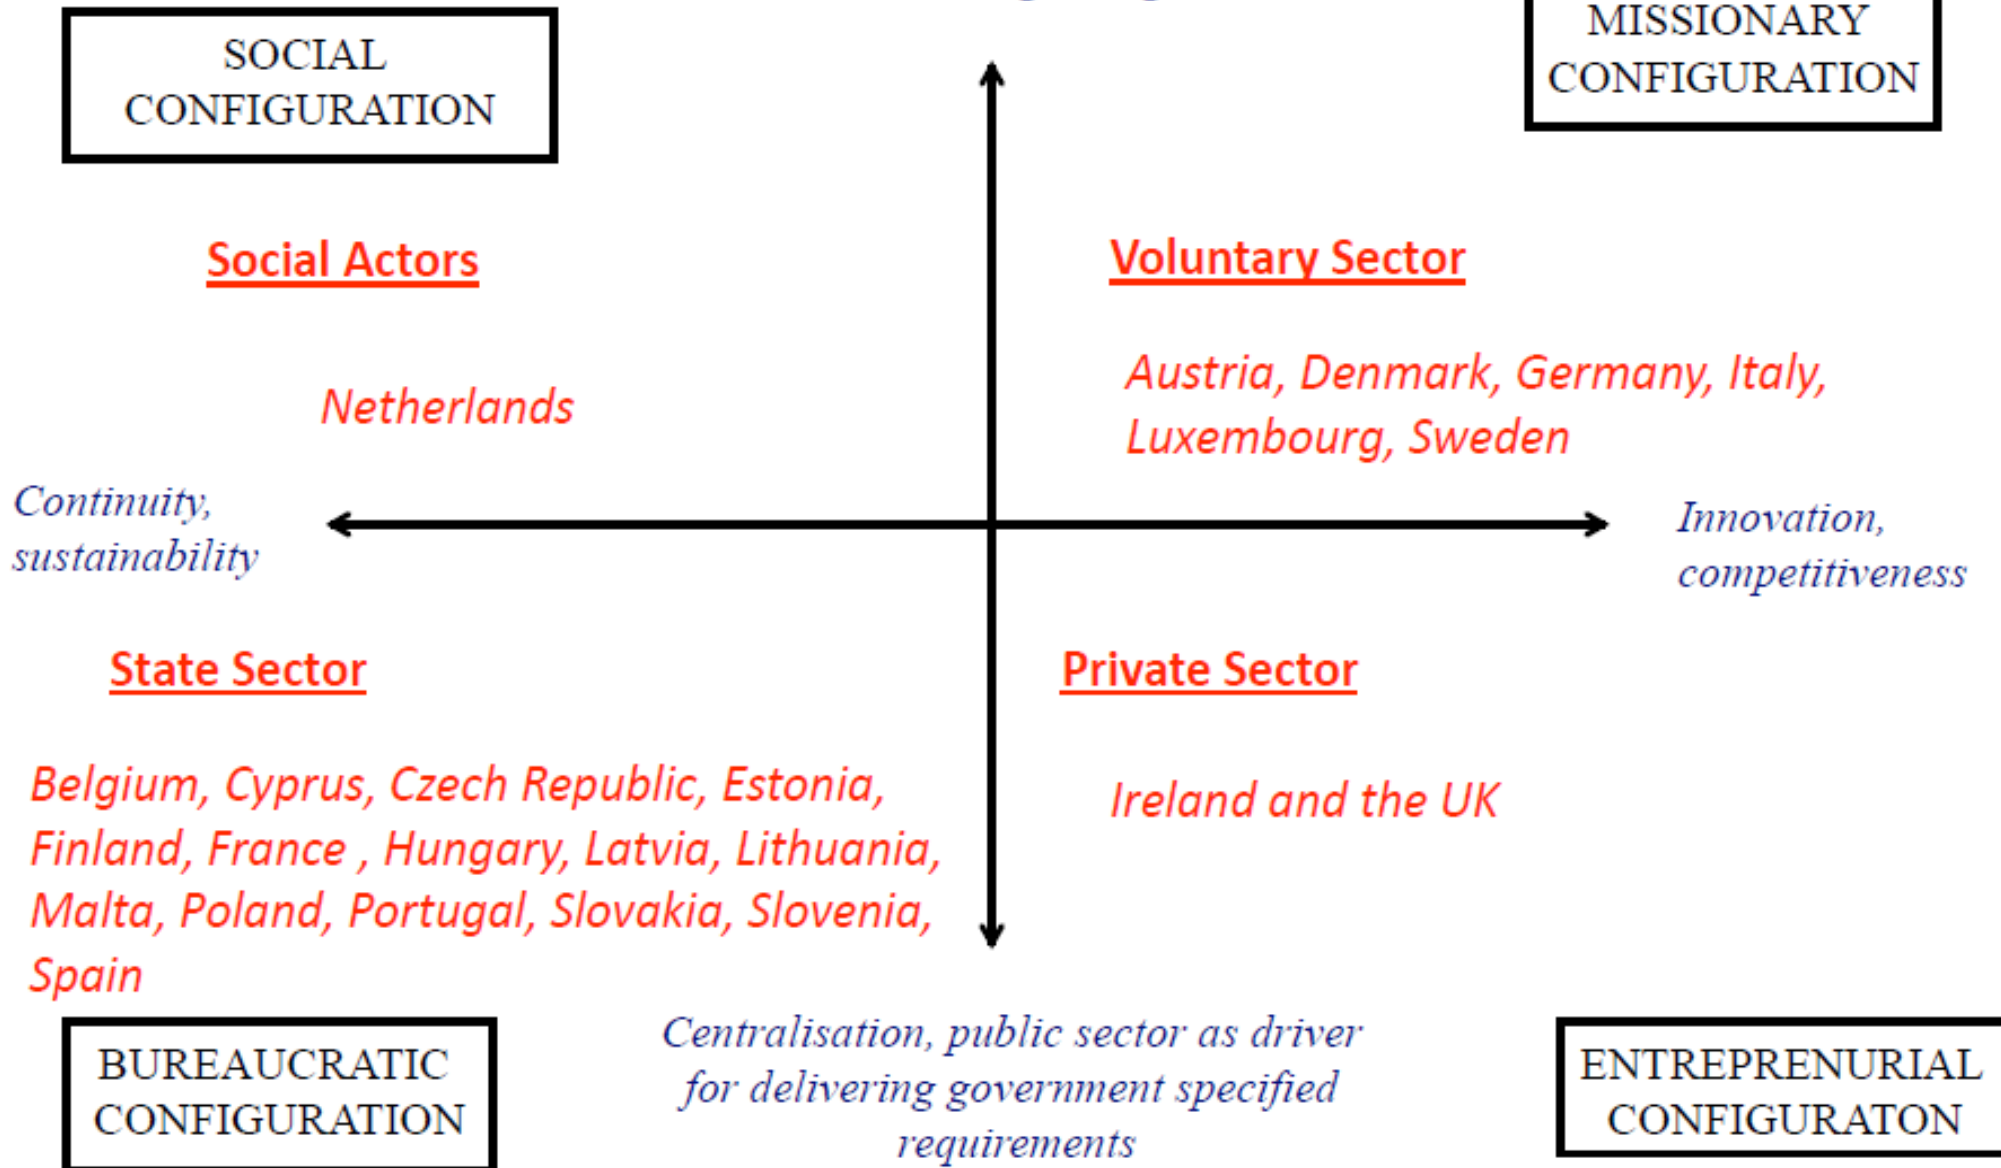 SOCIAL
CONFIGURATION
MISSIONARY
CONFIGURATION
Social Actors
Voluntary Sector
Netherlands
Austria, Denmark, Germany, Italy,
Luxembourg, Sweden
Continuity,
sustainability
Innovation,
competitiveness
State Sector
Private Sector
Belgium, Cyprus, Czech Republic, Estonia,
Finland, France , Hungary, Latvia, Lithuania,
Malta, Poland, Portugal, Slovakia, Slovenia,
Spain
Ireland and the UK
BUREAUCRATIC
CONFIGURATION
Centralisation, public sector as driver
for delivering government specified
requirements
ENTREPRENURIAL
CONFIGURATON